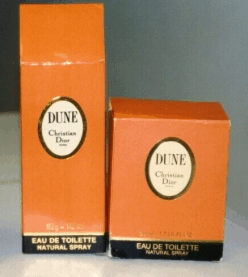 DUNE
Christian
Dior
EAU DE TOILETTE
NATURAL SPRAY
DUNE
Christian
Dior
EAU DE TOILETTE
NATURAL SPRAY